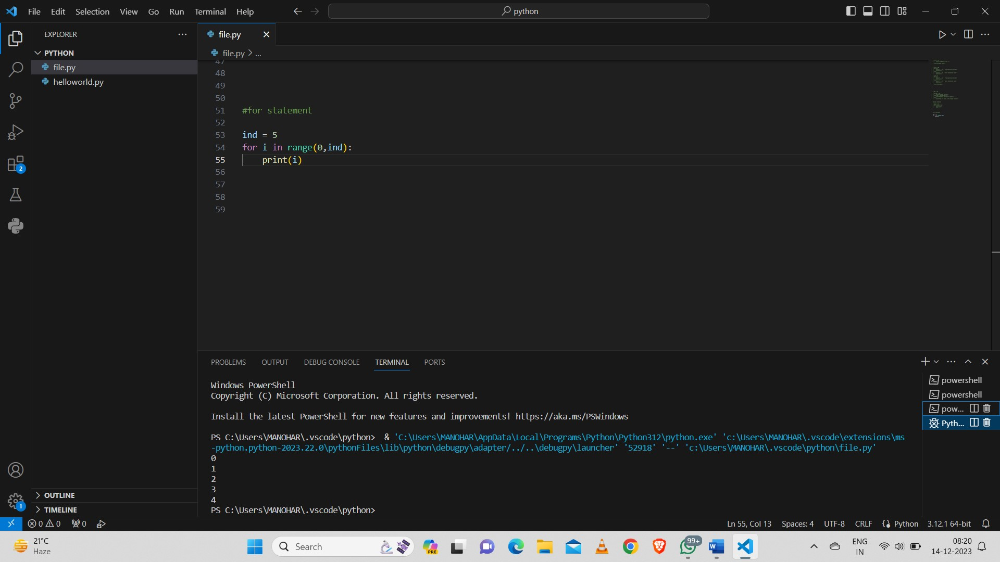 File Edit Selection View Go Run Terminal Help
python
EXPLORER
PYTHON
file.py
helloworld.py
OUTLINE
TIMELINE
2
1
file.py
file.py > ...
47
48
49
50
51 #for statement
52
53 ind = 5
54 for i in range(0,ind):
55 print(i)
56
57
58
59
PROBLEMS OUTPUT DEBUG CONSOLE TERMINAL PORTS
Windows PowerShell
Copyright (C) Microsoft Corporation. All rights reserved.
Install the latest PowerShell for new features and improvements! https://aka.ms/PSWindows
PS C:\Users\MANOHAR\.vscode\python>  & 'C:\Users\MANOHAR\AppData\Local\Programs\Python\Python312\python.exe' 'c:\Users\MANOHAR\.vscode\extensions\ms
-python.python-2023.22.0\pythonFiles\lib\python\debugpy\adapter/../..\debugpy\launcher' '52918' '--' 'c:\Users\MANOHAR\.vscode\python\file.py'
0
1
2
3
4
PS C:\Users\MANOHAR\.vscode\python>
powershell
powershell
pow...
Pyth...
0 0 0
Ln 55, Col 13 Spaces: 4 UTF-8 CRLF Python 3.12.1 64-bit
21°C
Haze
Search
PRE
99+
ENG
IN
08:20
14-12-2023